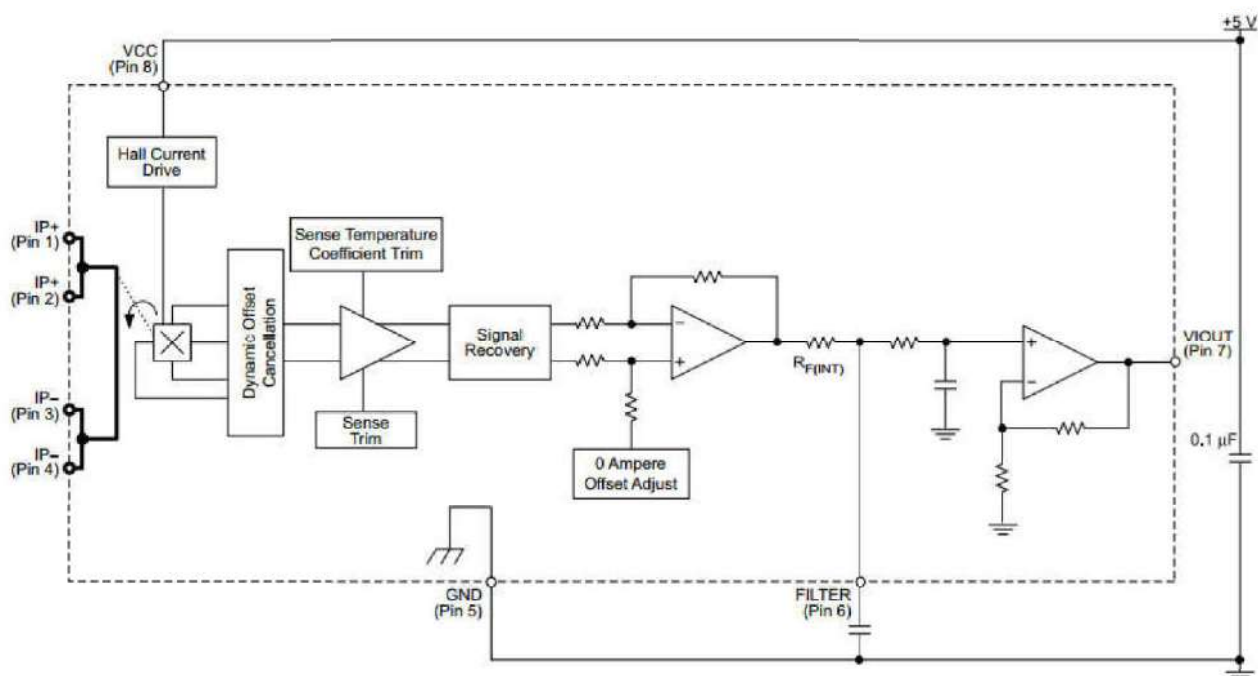 +5 V
VCC
(Pin 8)
Hall Current
Drive
IP+
(Pin 1)
IP+
(Pin 2)
IP−
(Pin 3)
IP−
(Pin 4)
Dynamic Offset
Cancellation
Sense Temperature
Coefficient Trim
Sense
Trim
Signal
Recovery
0 Ampere
Offset Adjust
−
+
RF(INT)
+
−
VIOUT
(Pin 7)
0.1 µF
GND
(Pin 5)
FILTER
(Pin 6)